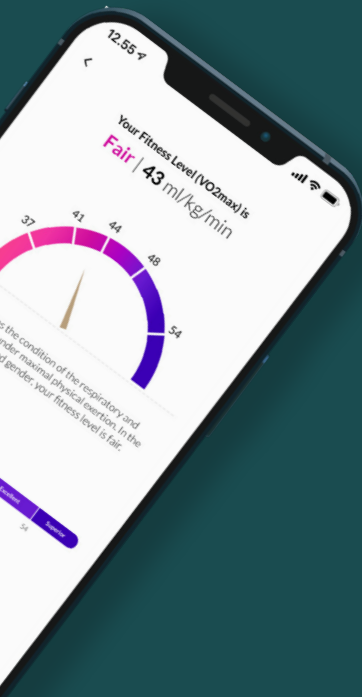 12.55
Your Fitness Level (VO2max) is
Fair | 43 ml/kg/min
37
41
44
48
54
the condition of the respiratory and
under maximal physical exertion. In the
gender, your fitness level is fair.
Excellent
Superior
54